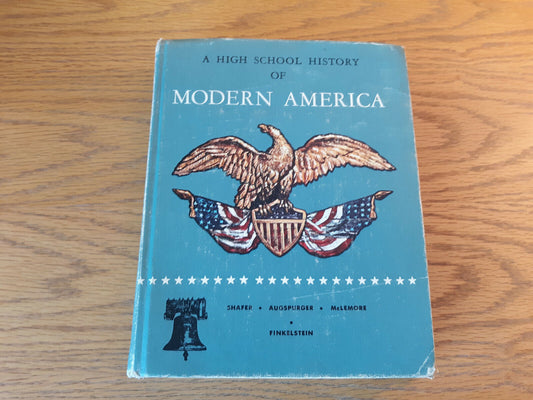 A HIGH SCHOOL HISTORY
OF
MODERN AMERICA
SHAFER • AUGSPURGER • McLEMORE
•
FINKELSTEIN